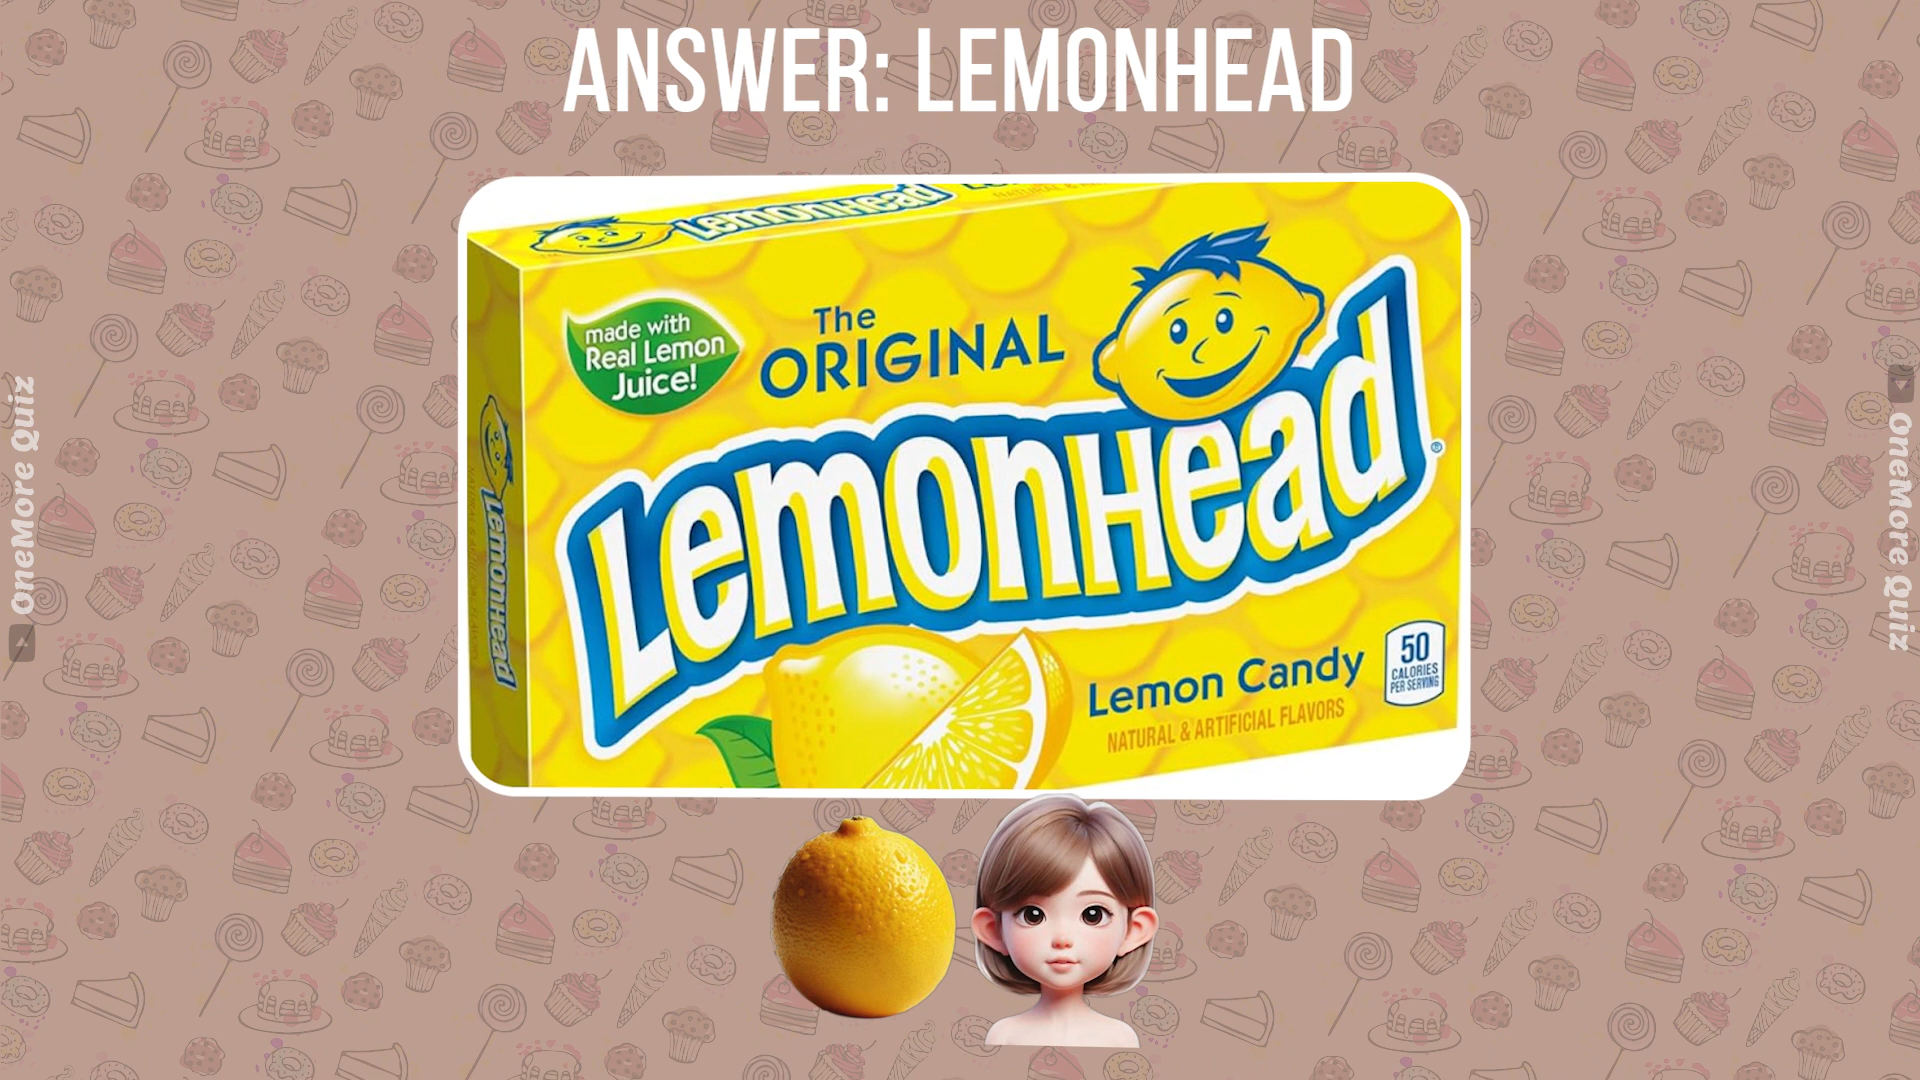 ANSWER: LEMONHEAD
Lemonhead
made with
Real Lemon
Juice!
The
ORIGINAL
Lemonhead®
Lemonhead
Lemon Candy
NATURAL & ARTIFICIAL FLAVORS
50
CALORIES
PER SERVING
OneMore Quiz
OneMore Quiz